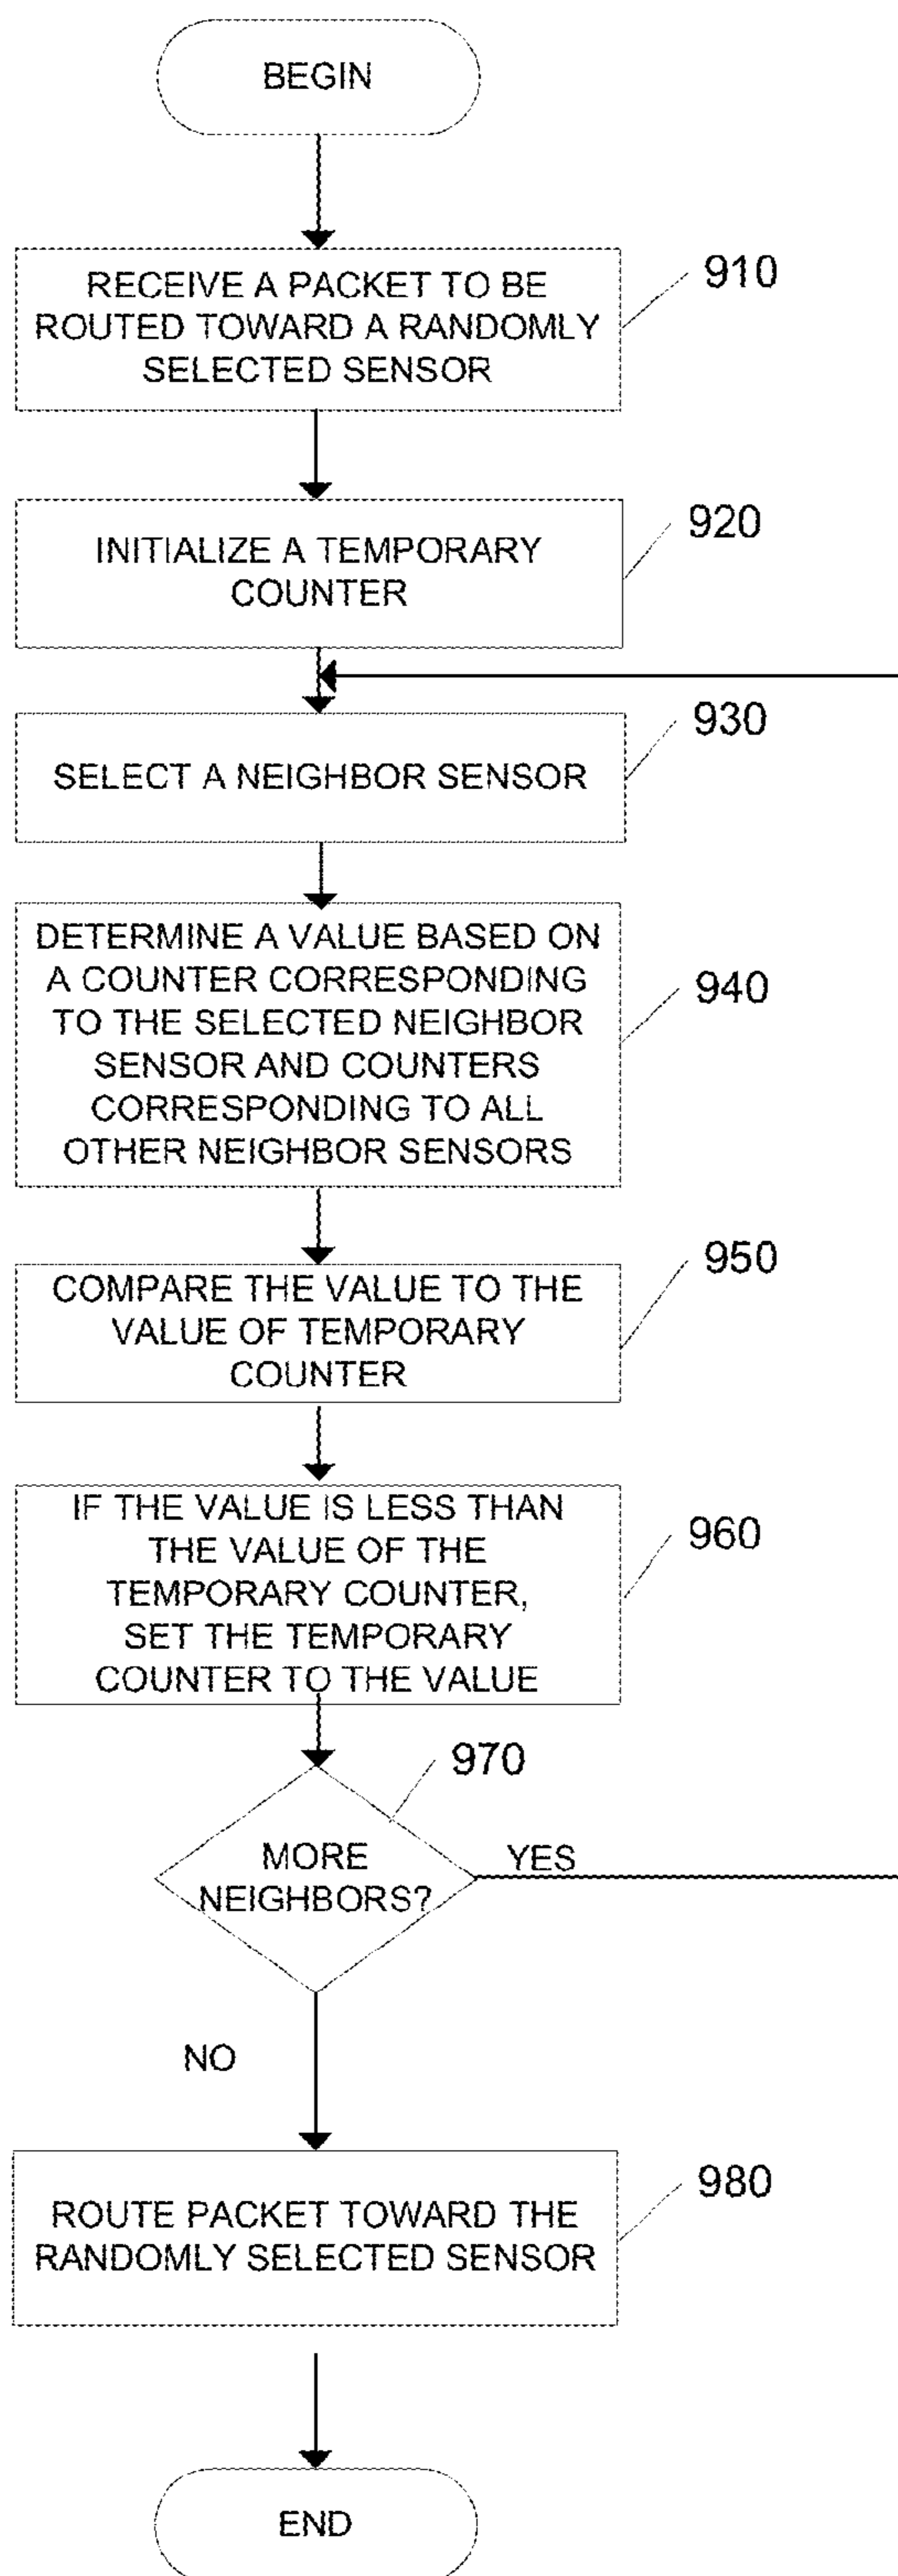 BEGIN
RECEIVE A PACKET TO BE
ROUTED TOWARD A RANDOMLY
SELECTED SENSOR
910
INITIALIZE A TEMPORARY
COUNTER
920
SELECT A NEIGHBOR SENSOR
930
DETERMINE A VALUE BASED ON
A COUNTER CORRESPONDING
TO THE SELECTED NEIGHBOR
SENSOR AND COUNTERS
CORRESPONDING TO ALL
OTHER NEIGHBOR SENSORS
940
COMPARE THE VALUE TO THE
VALUE OF TEMPORARY
COUNTER
950
IF THE VALUE IS LESS THAN
THE VALUE OF THE
TEMPORARY COUNTER,
SET THE TEMPORARY
COUNTER TO THE VALUE
960
970
MORE
NEIGHBORS?
YES
NO
ROUTE PACKET TOWARD THE
RANDOMLY SELECTED SENSOR
980
END